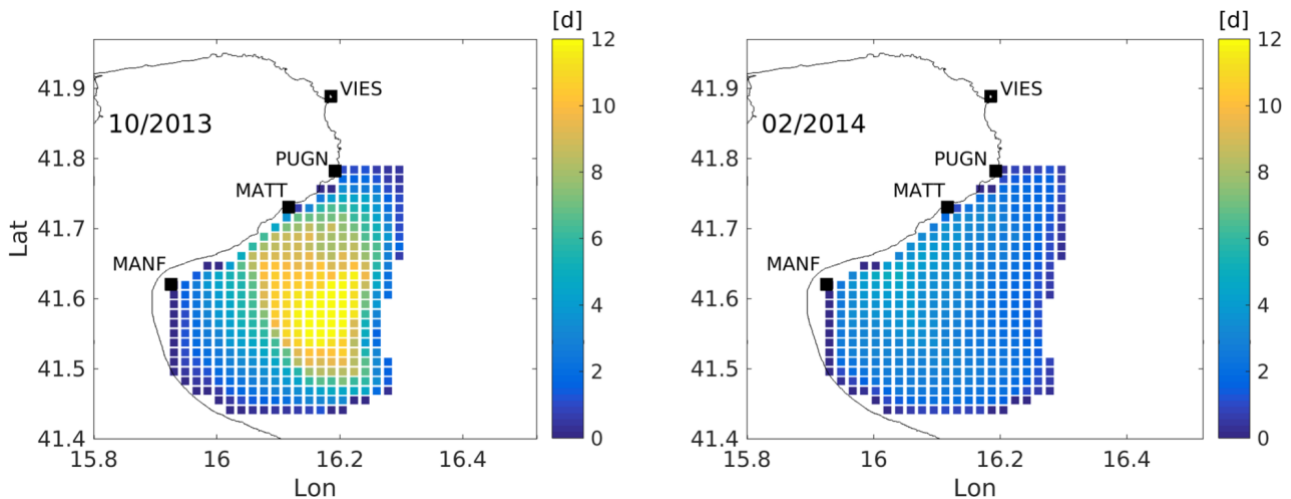 [d]
12
10
8
6
4
2
0
41.9
41.8
41.7
41.6
41.5
41.4
Lat
15.8
16
16.2
16.4
Lon
10/2013
VIES
PUGN
MATT
MANF
[d]
12
10
8
6
4
2
0
41.9
41.8
41.7
41.6
41.5
41.4
15.8
16
16.2
16.4
Lon
02/2014
VIES
PUGN
MATT
MANF